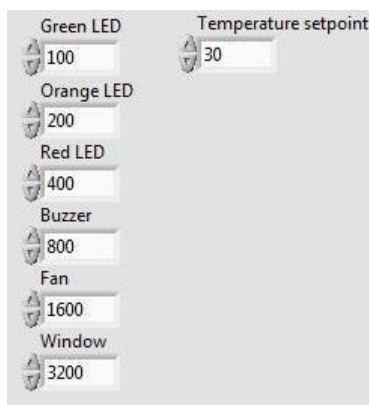 Green LED
100
Orange LED
200
Red LED
400
Buzzer
800
Fan
1600
Window
3200
Temperature setpoint
30